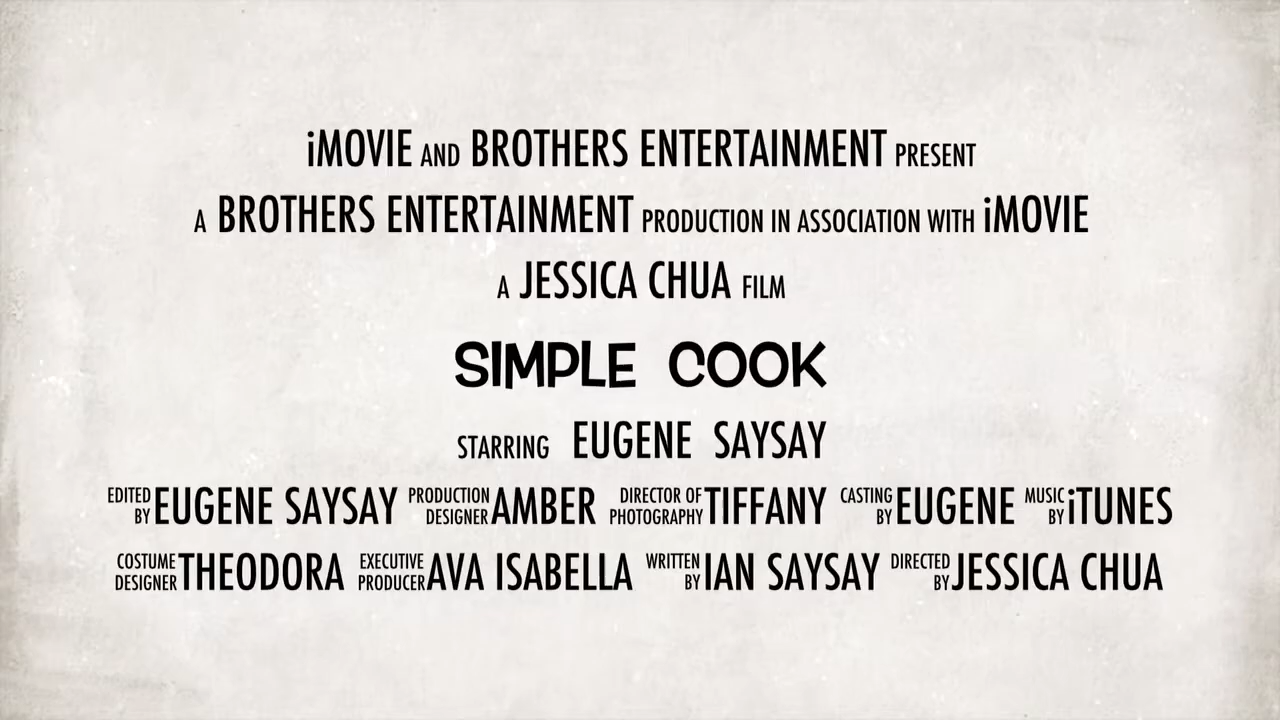 iMOVIE AND BROTHERS ENTERTAINMENT PRESENT
A BROTHERS ENTERTAINMENT PRODUCTION IN ASSOCIATION WITH iMOVIE
A JESSICA CHUA FILM
SIMPLE COOK
STARRING EUGENE SAYSAY
EDITED BY EUGENE SAYSAY PRODUCTION DESIGNER AMBER DIRECTOR OF PHOTOGRAPHY TIFFANY CASTING BY EUGENE MUSIC BY iTUNES
COSTUME DESIGNER THEODORA EXECUTIVE PRODUCER AVA ISABELLA WRITTEN BY IAN SAYSAY DIRECTED BY JESSICA CHUA